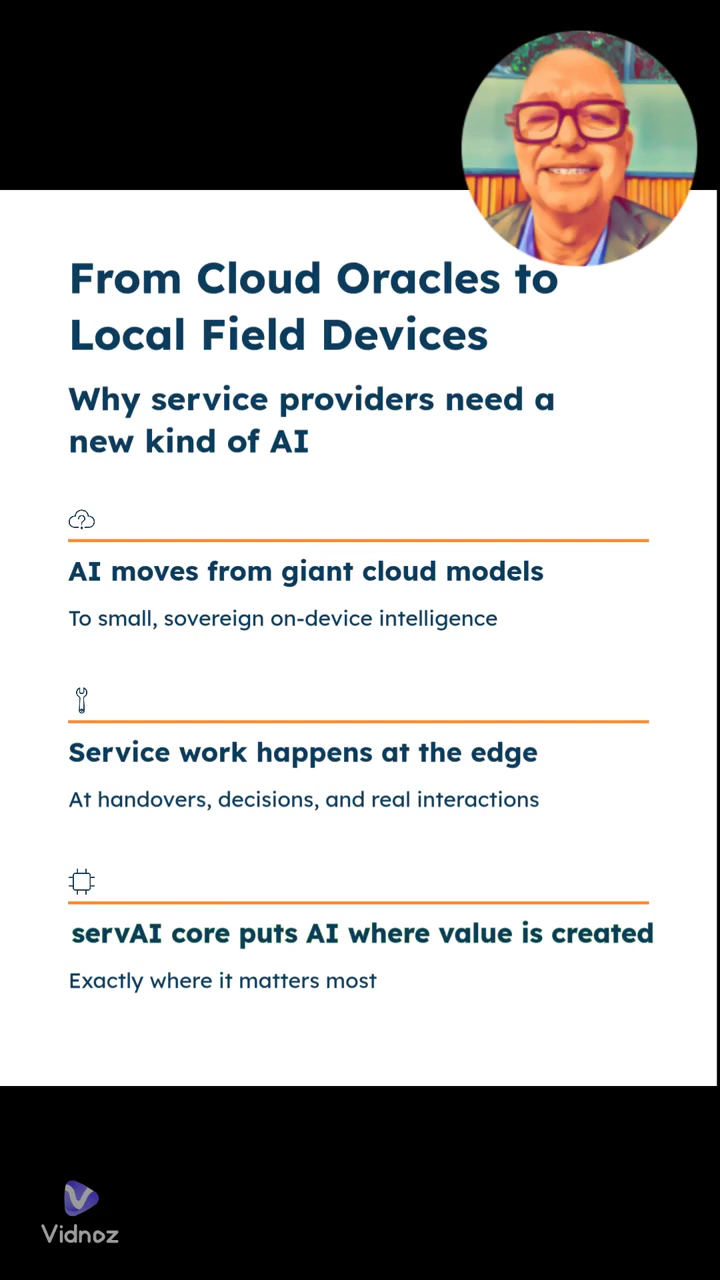 From Cloud Oracles to
Local Field Devices
Why service providers need a
new kind of AI
AI moves from giant cloud models
To small, sovereign on-device intelligence
Service work happens at the edge
At handovers, decisions, and real interactions
servAI core puts AI where value is created
Exactly where it matters most
Vidnoz